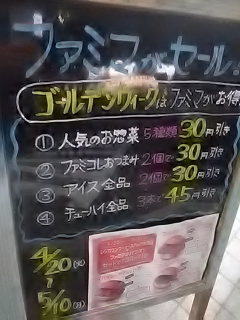 ファミマがセール。
ゴールデンウィークはファミマがお得
① 人気のお惣菜 5種類 30円引き
② ファミコレおつまみ 2個で 30円引き
③ アイス全品 2個で 30円引き
④ チューハイ全品 3本で 45円引き
4/20(火)
~
5/10(月)